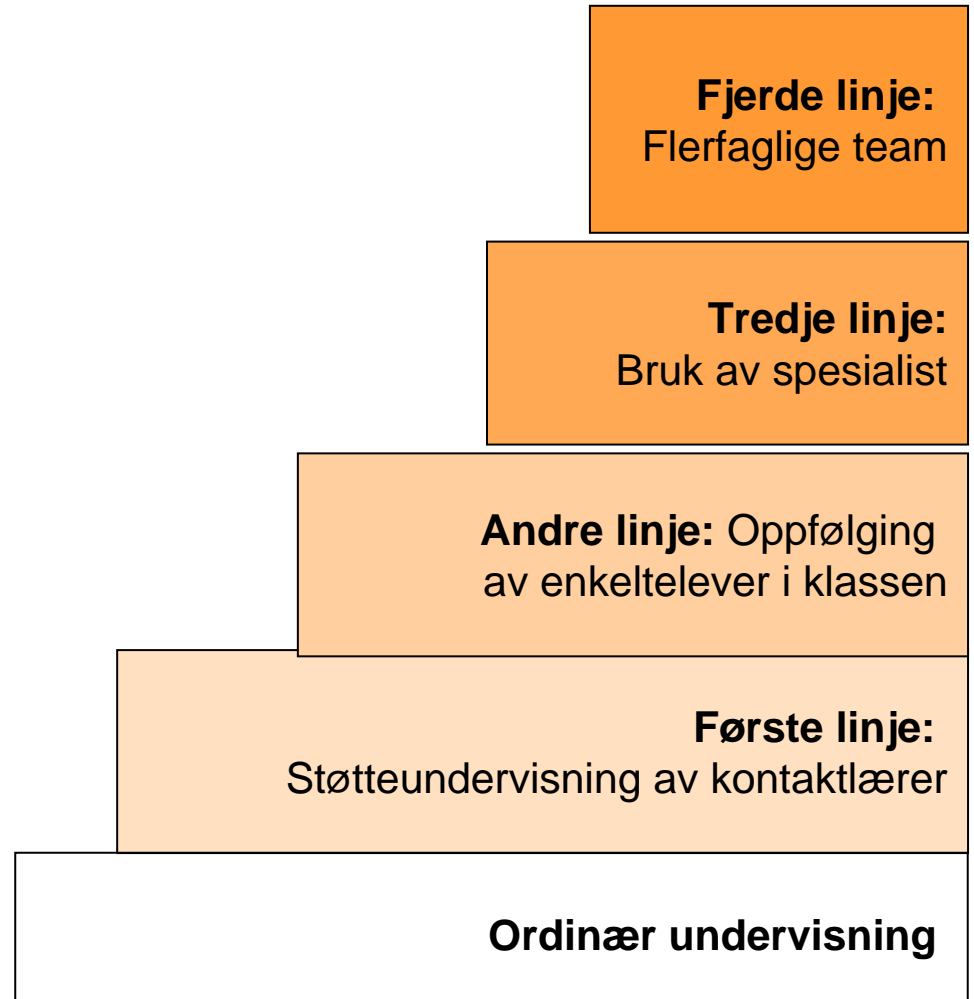 Fjerde linje:
Flerfaglige team
Tredje linje:
Bruk av spesialist
Andre linje: Oppfølging
av enkeltelever i klassen
Første linje:
Støtteundervisning av kontaktlærer
Ordinær undervisning